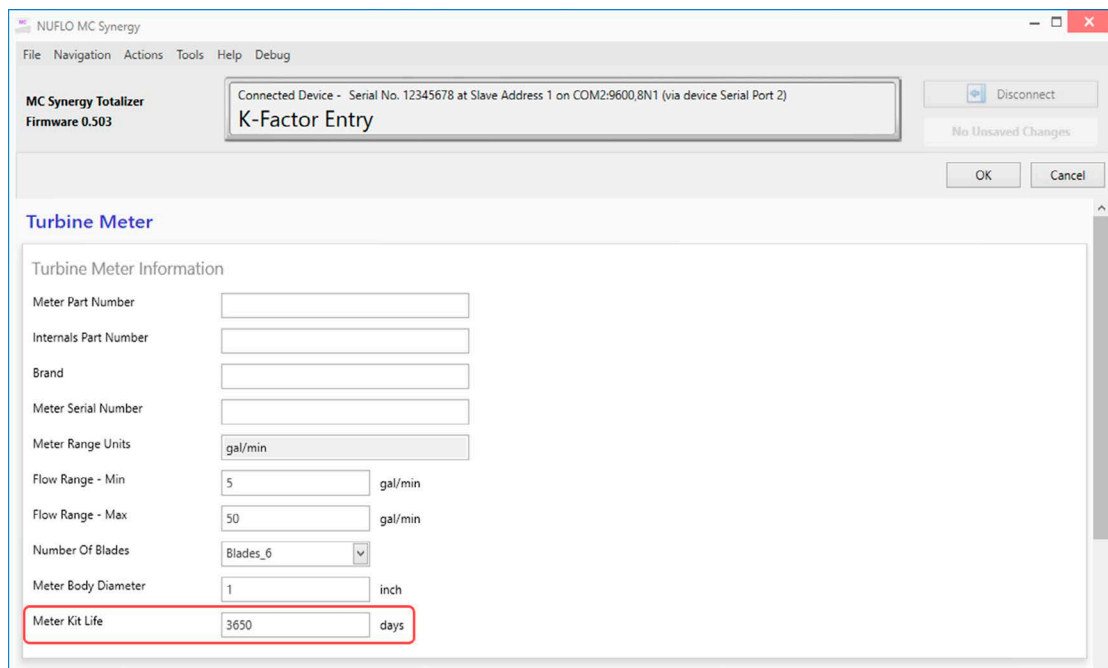 NUFLO MC Synergy
File Navigation Actions Tools Help Debug
MC Synergy Totalizer
Firmware 0.503
Connected Device - Serial No. 12345678 at Slave Address 1 on COM2:9600,8N1 (via device Serial Port 2)
K-Factor Entry
Disconnect
No Unsaved Changes
OK Cancel
Turbine Meter
Turbine Meter Information
Meter Part Number
Internals Part Number
Brand
Meter Serial Number
Meter Range Units gal/min
Flow Range - Min 5 gal/min
Flow Range - Max 50 gal/min
Number Of Blades Blades_6
Meter Body Diameter 1 inch
Meter Kit Life 3650 days